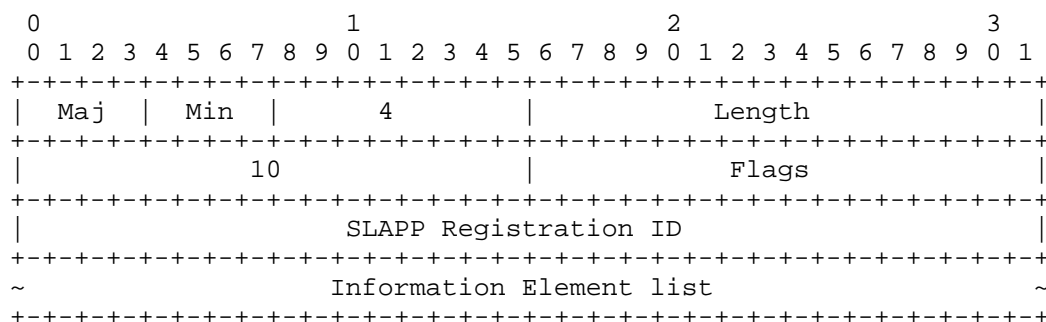 0                   1                   2                   3
 0 1 2 3 4 5 6 7 8 9 0 1 2 3 4 5 6 7 8 9 0 1 2 3 4 5 6 7 8 9 0 1
+-+-+-+-+-+-+-+-+-+-+-+-+-+-+-+-+-+-+-+-+-+-+-+-+-+-+-+-+-+-+-+-+
|  Maj  |  Min  |      4        |           Length              |
+-+-+-+-+-+-+-+-+-+-+-+-+-+-+-+-+-+-+-+-+-+-+-+-+-+-+-+-+-+-+-+-+
|              10               |            Flags              |
+-+-+-+-+-+-+-+-+-+-+-+-+-+-+-+-+-+-+-+-+-+-+-+-+-+-+-+-+-+-+-+-+
|                    SLAPP Registration ID                      |
+-+-+-+-+-+-+-+-+-+-+-+-+-+-+-+-+-+-+-+-+-+-+-+-+-+-+-+-+-+-+-+-+
~                   Information Element list                    ~
+-+-+-+-+-+-+-+-+-+-+-+-+-+-+-+-+-+-+-+-+-+-+-+-+-+-+-+-+-+-+-+-+